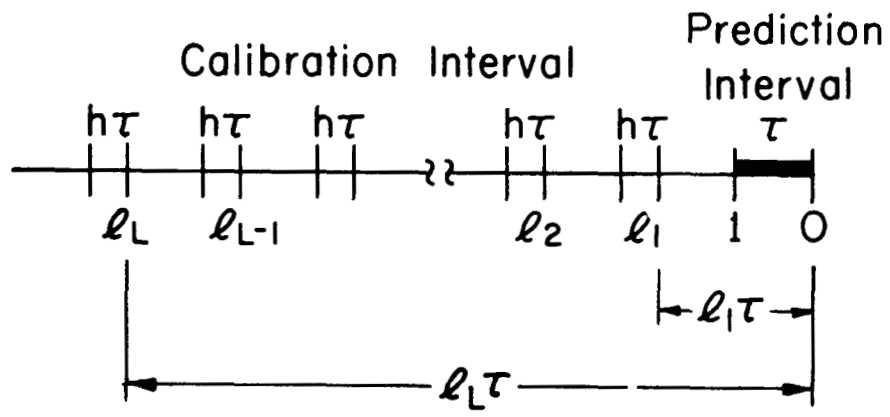 Prediction
Calibration Interval
Interval
hτ hτ hτ hτ hτ τ
ℓL ℓL-1 ℓ2 ℓ1 1 0
ℓ1τ
ℓLτ